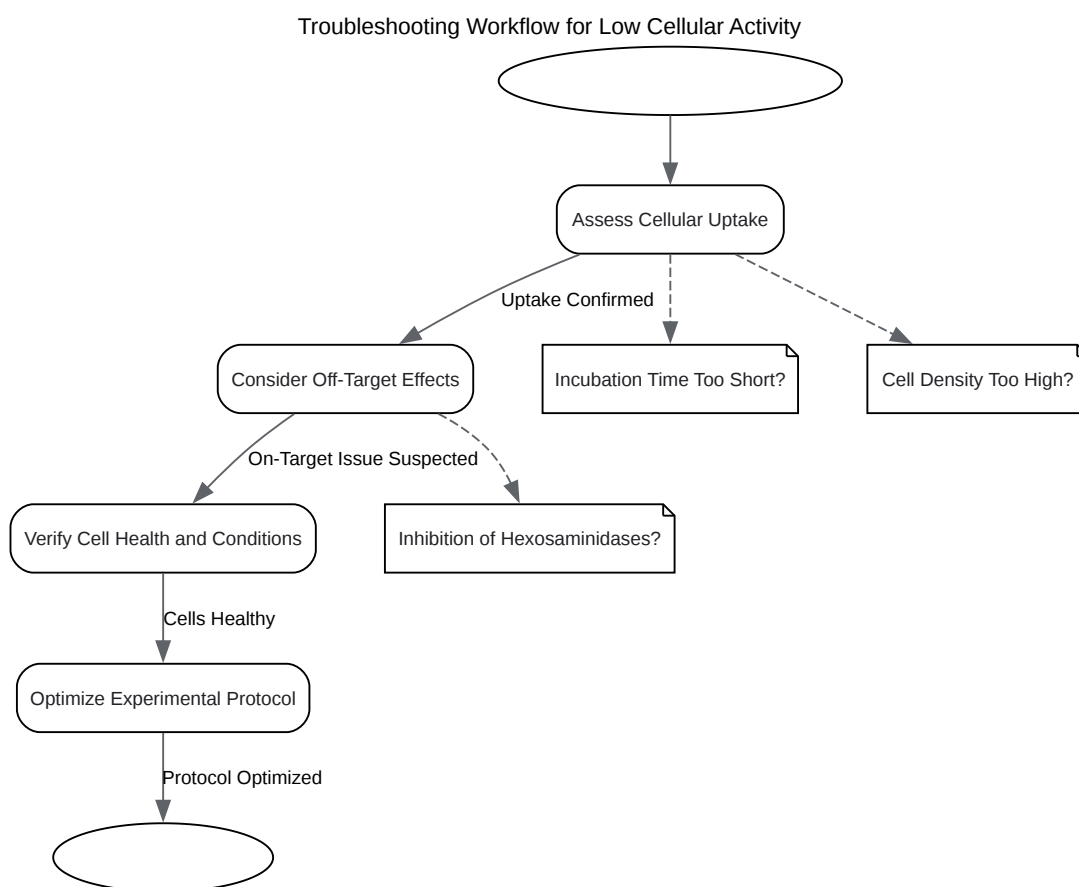 Troubleshooting Workflow for Low Cellular Activity
Assess Cellular Uptake
Uptake Confirmed
Consider Off-Target Effects
Incubation Time Too Short?
Cell Density Too High?
On-Target Issue Suspected
Verify Cell Health and Conditions
Inhibition of Hexosaminidases?
Cells Healthy
Optimize Experimental Protocol
Protocol Optimized